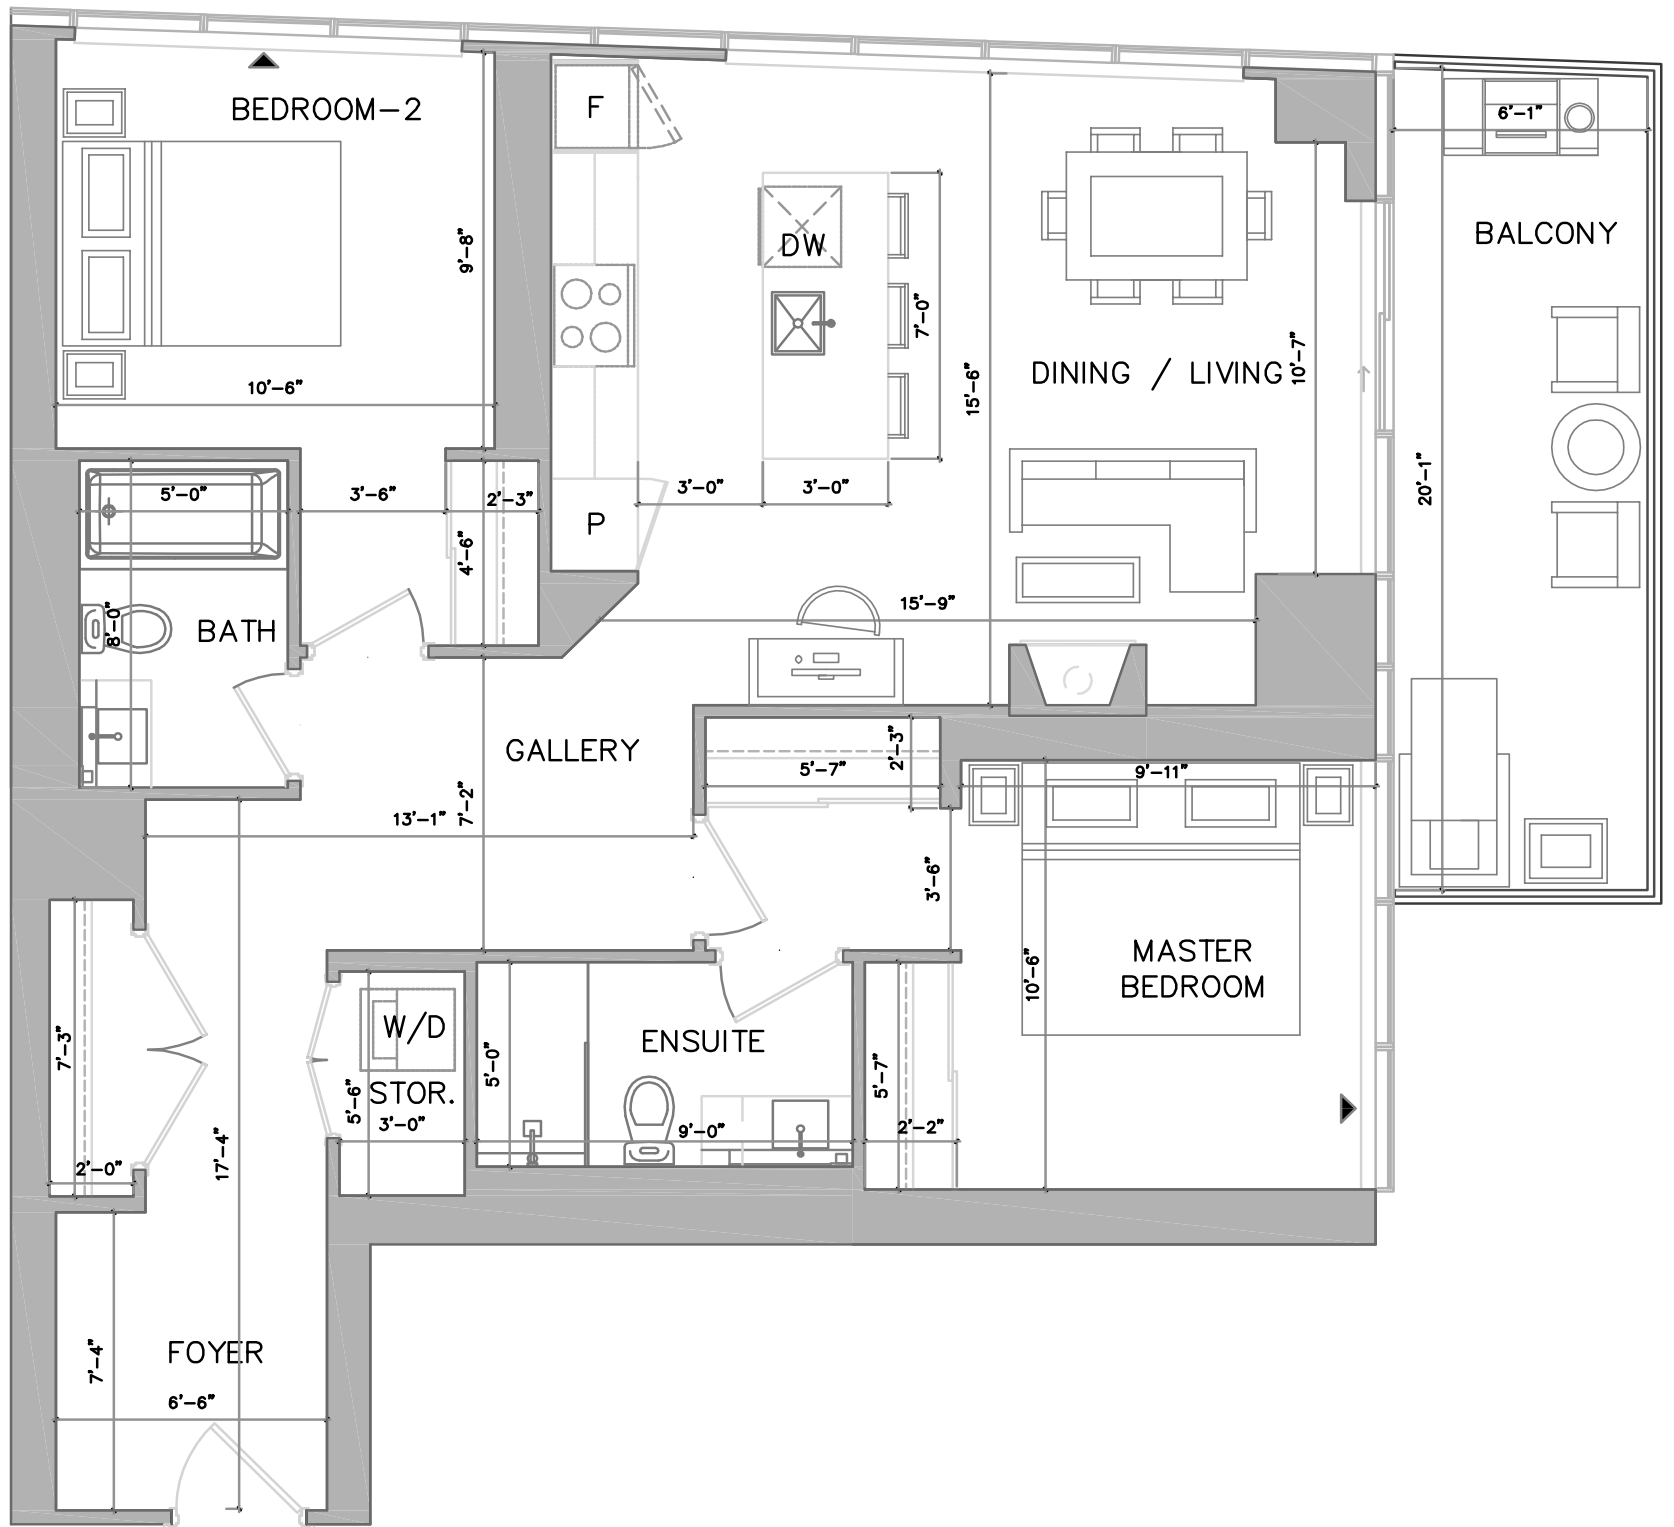 BEDROOM-2
F
6'-1"
BALCONY
9'-8"
DW
7'-0"
DINING / LIVING
10'-7"
15'-6"
10'-6"
20'-1"
5'-0"
3'-6"
2'-3"
3'-0"
3'-0"
P
4'-6"
8'-0"
BATH
15'-9"
GALLERY
2'-3"
5'-7"
9'-11"
13'-1"
7'-2"
3'-6"
MASTER
BEDROOM
10'-6"
7'-3"
W/D
ENSUITE
5'-0"
5'-7"
STOR.
5'-6"
3'-0"
9'-0"
2'-2"
17'-4"
2'-0"
FOYER
7'-4"
6'-6"